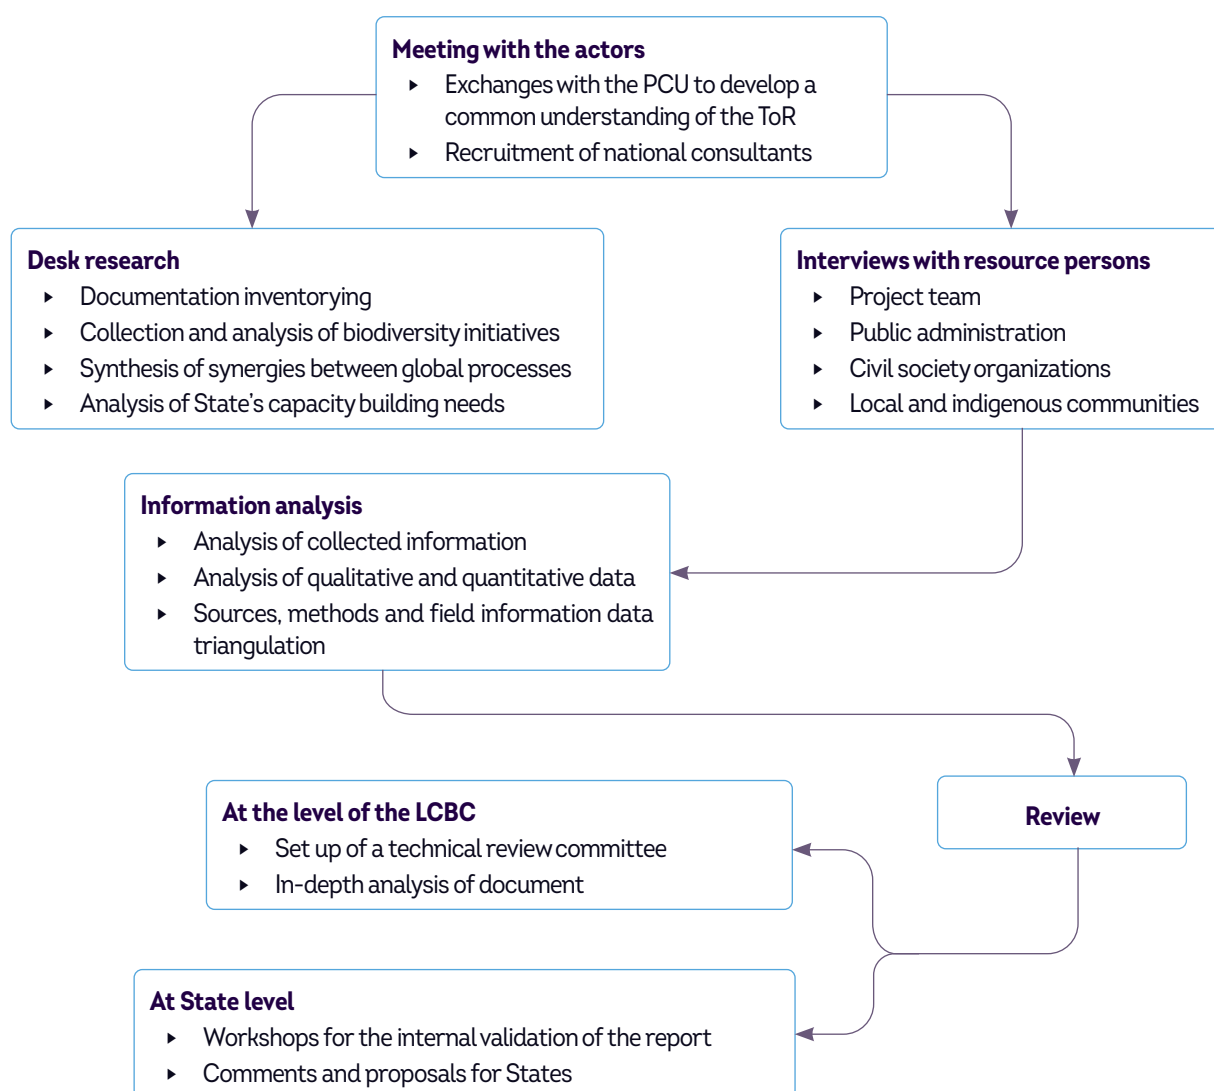 Meeting with the actors
▸ Exchanges with the PCU to develop a
common understanding of the ToR
▸ Recruitment of national consultants
Desk research
▸ Documentation inventorying
▸ Collection and analysis of biodiversity initiatives
▸ Synthesis of synergies between global processes
▸ Analysis of State's capacity building needs
Interviews with resource persons
▸ Project team
▸ Public administration
▸ Civil society organizations
▸ Local and indigenous communities
Information analysis
▸ Analysis of collected information
▸ Analysis of qualitative and quantitative data
▸ Sources, methods and field information data
triangulation
Review
At the level of the LCBC
▸ Set up of a technical review committee
▸ In-depth analysis of document
At State level
▸ Workshops for the internal validation of the report
▸ Comments and proposals for States